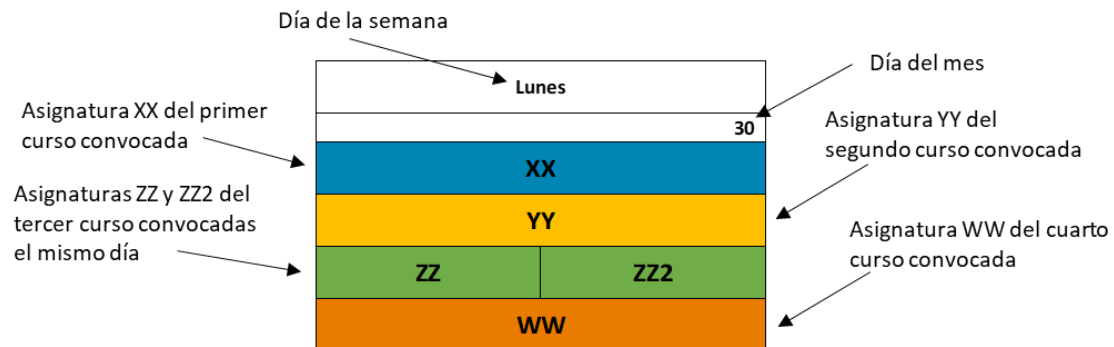 Día de la semana
Lunes
Día del mes
30
Asignatura XX del primer
curso convocada
XX
Asignatura YY del
segundo curso convocada
YY
Asignaturas ZZ y ZZ2 del
tercer curso convocadas
el mismo día
ZZ
ZZ2
Asignatura WW del cuarto
curso convocada
WW